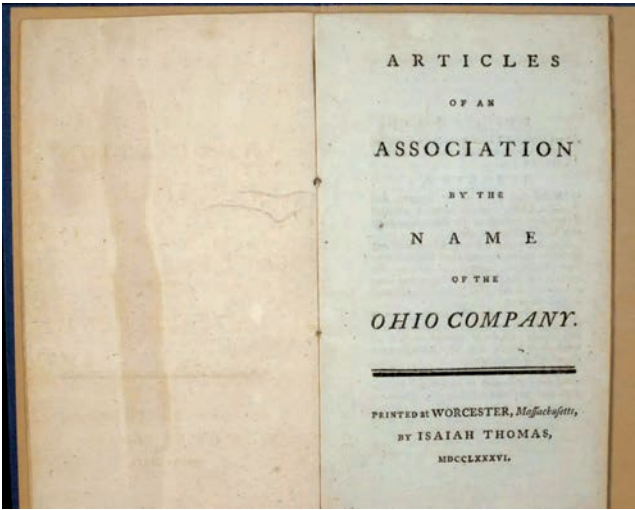 ARTICLES
OF AN
ASSOCIATION
BY THE
NAME
OF THE
OHIO COMPANY.
PRINTED at WORCESTER, Maſſachuſetts,
BY ISAIAH THOMAS,
MDCCLXXXVI.